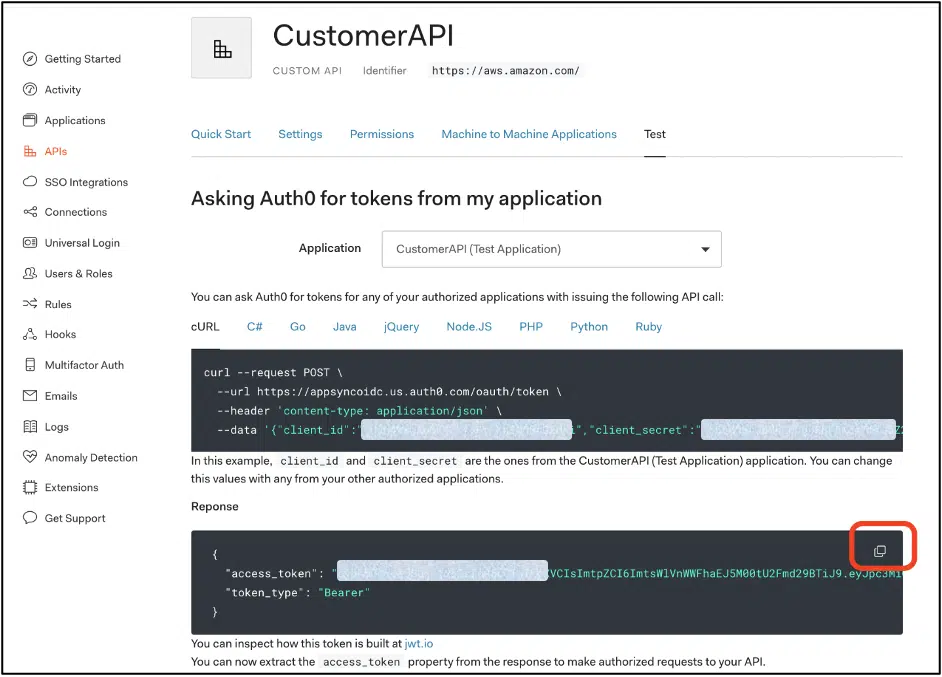 CustomerAPI
CUSTOM API Identifier https://aws.amazon.com/
Getting Started
Activity
Applications
APIs
SSO Integrations
Connections
Universal Login
Users & Roles
Rules
Hooks
Multifactor Auth
Emails
Logs
Anomaly Detection
Extensions
Get Support
Quick Start Settings Permissions Machine to Machine Applications Test
Asking Auth0 for tokens from my application
Application CustomerAPI (Test Application)
You can ask Auth0 for tokens for any of your authorized applications with issuing the following API call:
cURL C# Go Java jQuery Node.JS PHP Python Ruby
curl --request POST \
--url https://appsyncoidc.us.auth0.com/oauth/token \
--header 'content-type: application/json' \
--data '{"client_id":" ","client_secret":"
In this example, client_id and client_secret are the ones from the CustomerAPI (Test Application) application. You can change
this values with any from your other authorized applications.
Reponse
{
"access_token": "
"token_type": "Bearer"
}
You can inspect how this token is built at jwt.io
You can now extract the access_token property from the response to make authorized requests to your API.